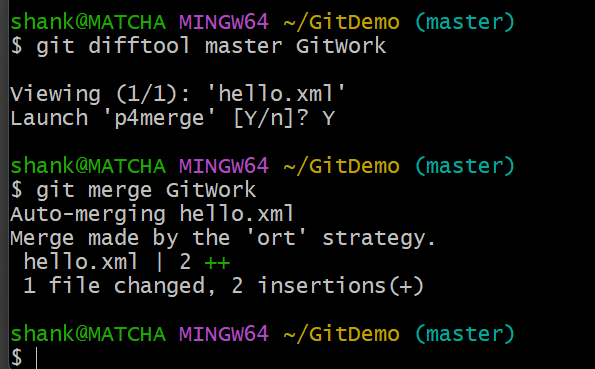 shank@MATCHA MINGW64 ~/GitDemo (master)
$ git difftool master GitWork
Viewing (1/1): 'hello.xml'
Launch 'p4merge' [Y/n]? Y
shank@MATCHA MINGW64 ~/GitDemo (master)
$ git merge GitWork
Auto-merging hello.xml
Merge made by the 'ort' strategy.
 hello.xml | 2 ++
 1 file changed, 2 insertions(+)
shank@MATCHA MINGW64 ~/GitDemo (master)
$